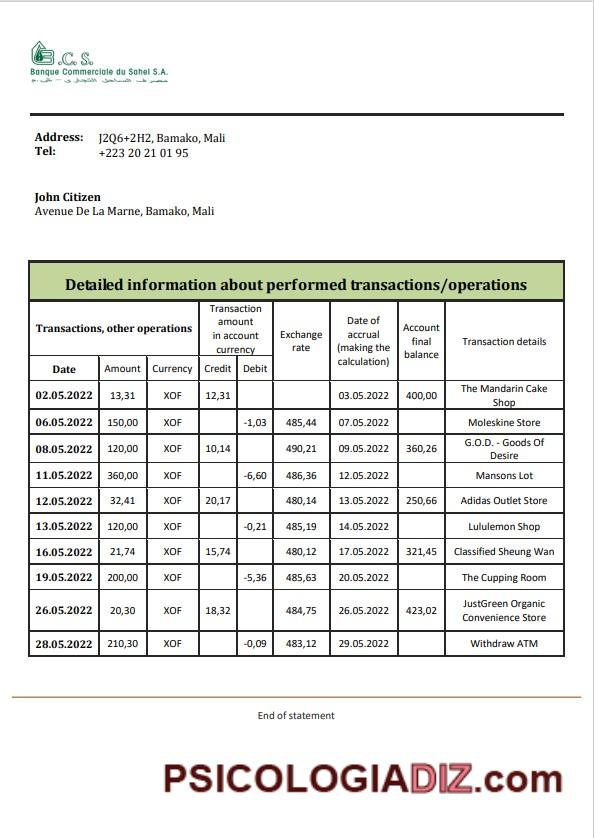 B.C.S.
Banque Commerciale du Sahel S.A.
Address: J2Q6+2H2, Bamako, Mali
Tel: +223 20 21 01 95
John Citizen
Avenue De La Marne, Bamako, Mali
Detailed information about performed transactions/operations
Transactions, other operations
Transaction
amount
in account
currency
Exchange
rate
Date of
accrual
(making the
calculation)
Account
final
balance
Transaction details
Date Amount Currency Credit Debit
02.05.2022 13,31 XOF 12,31 03.05.2022 400,00 The Mandarin Cake
Shop
06.05.2022 150,00 XOF -1,03 485,44 07.05.2022 Moleskine Store
08.05.2022 120,00 XOF 10,14 490,21 09.05.2022 360,26 G.O.D. - Goods Of
Desire
11.05.2022 360,00 XOF -6,60 486,36 12.05.2022 Mansons Lot
12.05.2022 32,41 XOF 20,17 480,14 13.05.2022 250,66 Adidas Outlet Store
13.05.2022 120,00 XOF -0,21 485,19 14.05.2022 Lululemon Shop
16.05.2022 21,74 XOF 15,74 480,12 17.05.2022 321,45 Classified Sheung Wan
19.05.2022 200,00 XOF -5,36 485,63 20.05.2022 The Cupping Room
26.05.2022 20,30 XOF 18,32 484,75 26.05.2022 423,02 JustGreen Organic
Convenience Store
28.05.2022 210,30 XOF -0,09 483,12 29.05.2022 Withdraw ATM
End of statement
PSICOLOGIADIZ.com